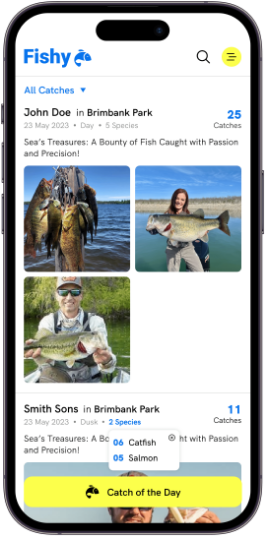 Fishy
All Catches
John Doe in Brimbank Park
25
23 May 2023 • Day • 5 Species
Catches
Sea's Treasures: A Bounty of Fish Caught with Passion
and Precision!
Smith Sons in Brimbank Park
11
23 May 2023 • Dusk • 2 Species
Catches
Sea's Treasures: A Bo
ht with Passion
and Precision!
06 Catfish
05 Salmon
Catch of the Day